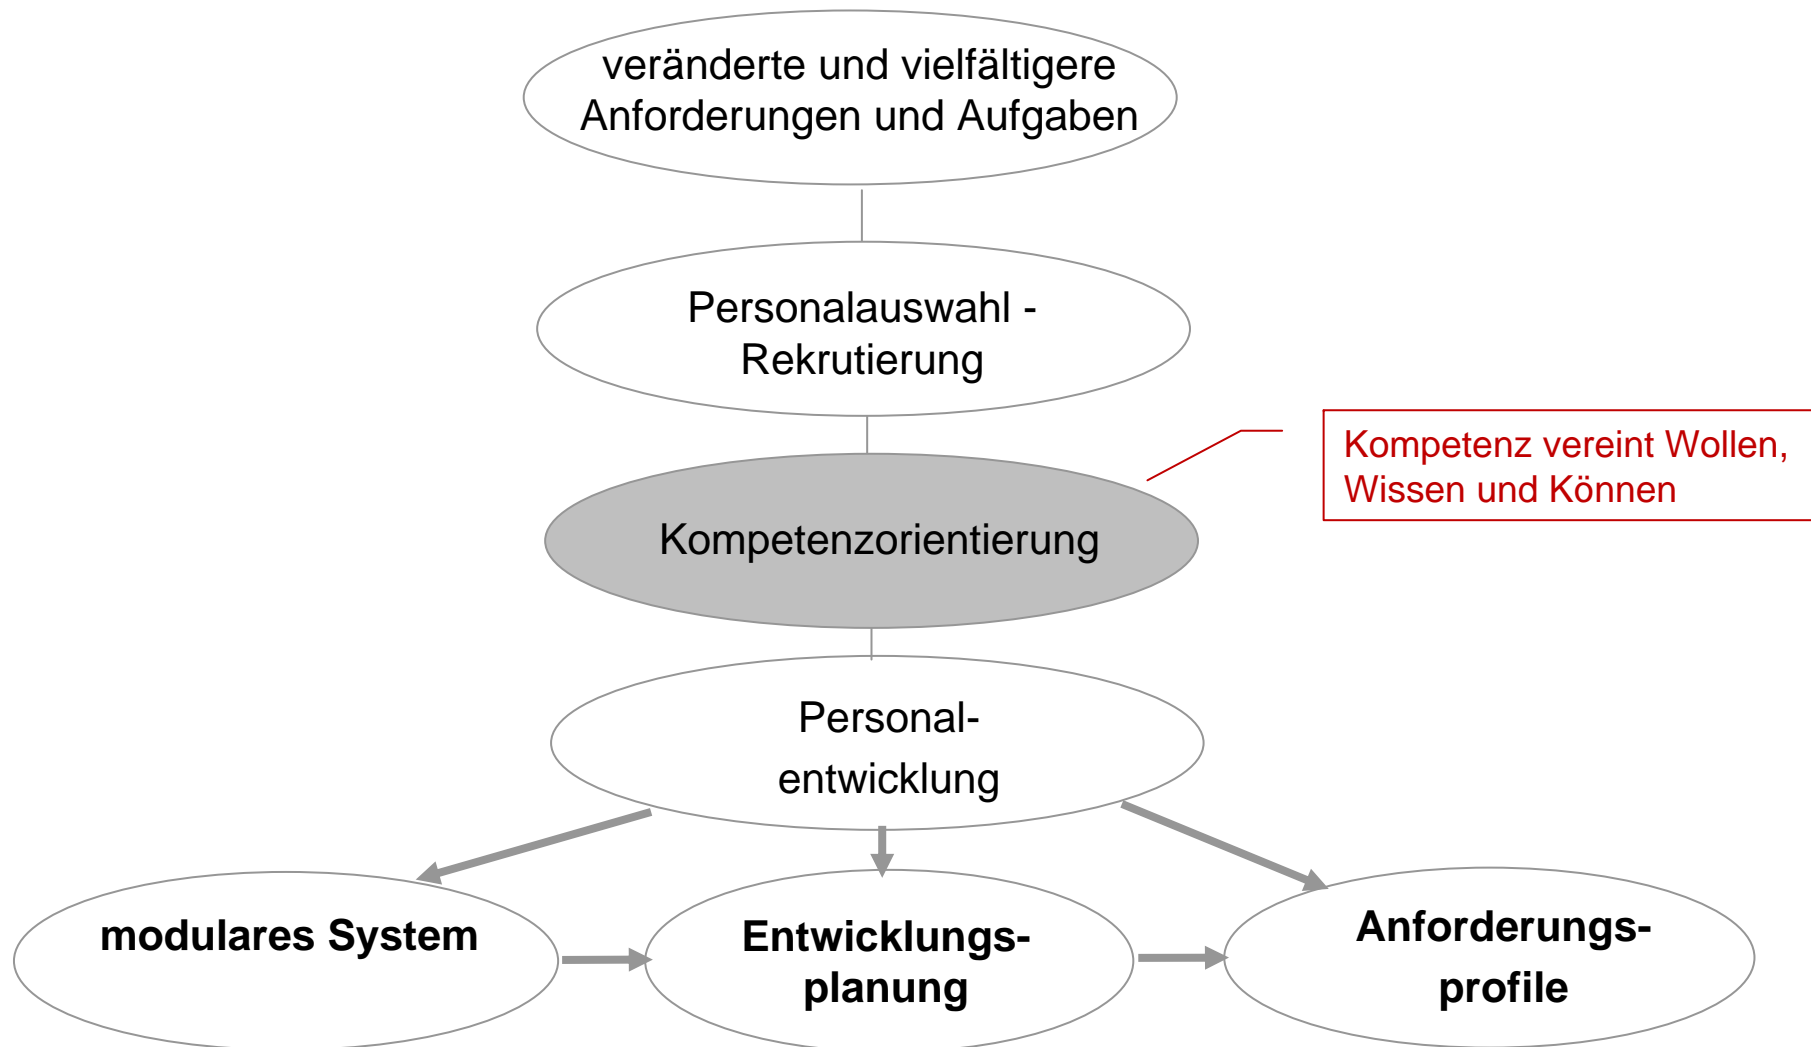 veränderte und vielfältigere
Anforderungen und Aufgaben
Personalauswahl -
Rekrutierung
Kompetenz vereint Wollen,
Wissen und Können
Kompetenzorientierung
Personal-
entwicklung
modulares System
Entwicklungs-
planung
Anforderungs-
profile